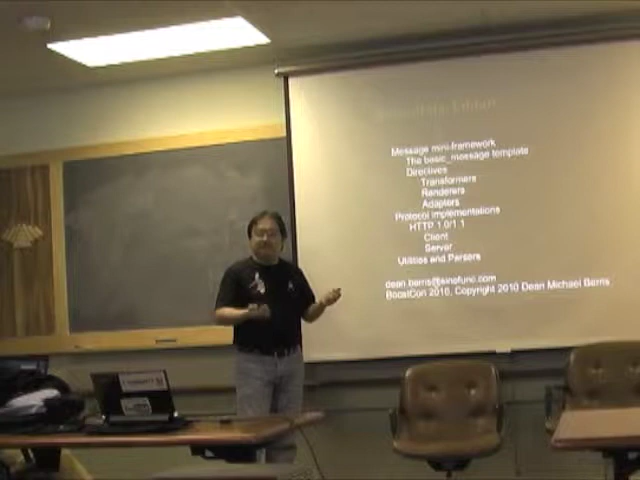 Message mini-framework
The basic_message template
Directives
Transformers
Renderers
Adapters
Protocol Implementations
HTTP 1.0/1.1
Client
Server
Utilities and Parsers
BoostCon 2010, Copyright 2010 Dean Michael Berris